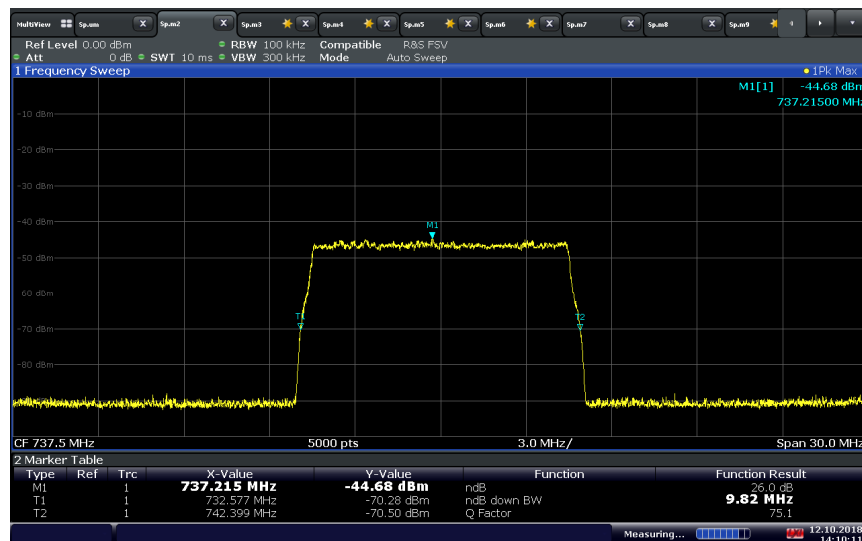 MultiView Sp.um X Sp.m2 X Sp.m3 X Sp.m4 X Sp.m5 X Sp.m6 X Sp.m7 X Sp.m8 X Sp.m9
Ref Level 0.00 dBm RBW 100 kHz Compatible R&S FSV
Att 0 dB SWT 10 ms VBW 300 kHz Mode Auto Sweep
1 Frequency Sweep 1Pk Max
M1[1] -44.68 dBm
737.21500 MHz
-10 dBm
-20 dBm
-30 dBm
-40 dBm
M1
-50 dBm
60 dBm
T1 T2
-70 dBm
-80 dBm
CF 737.5 MHz 5000 pts 3.0 MHz/ Span 30.0 MHz
2 Marker Table
Type Ref Trc X-Value Y-Value Function Function Result
M1 1 737.215 MHz -44.68 dBm ndB 26.0 dB
T1 1 732.577 MHz -70.28 dBm ndB down BW 9.82 MHz
T2 1 742.399 MHz -70.50 dBm Q Factor 75.1
Measuring... 12.10.2018
14:10:11